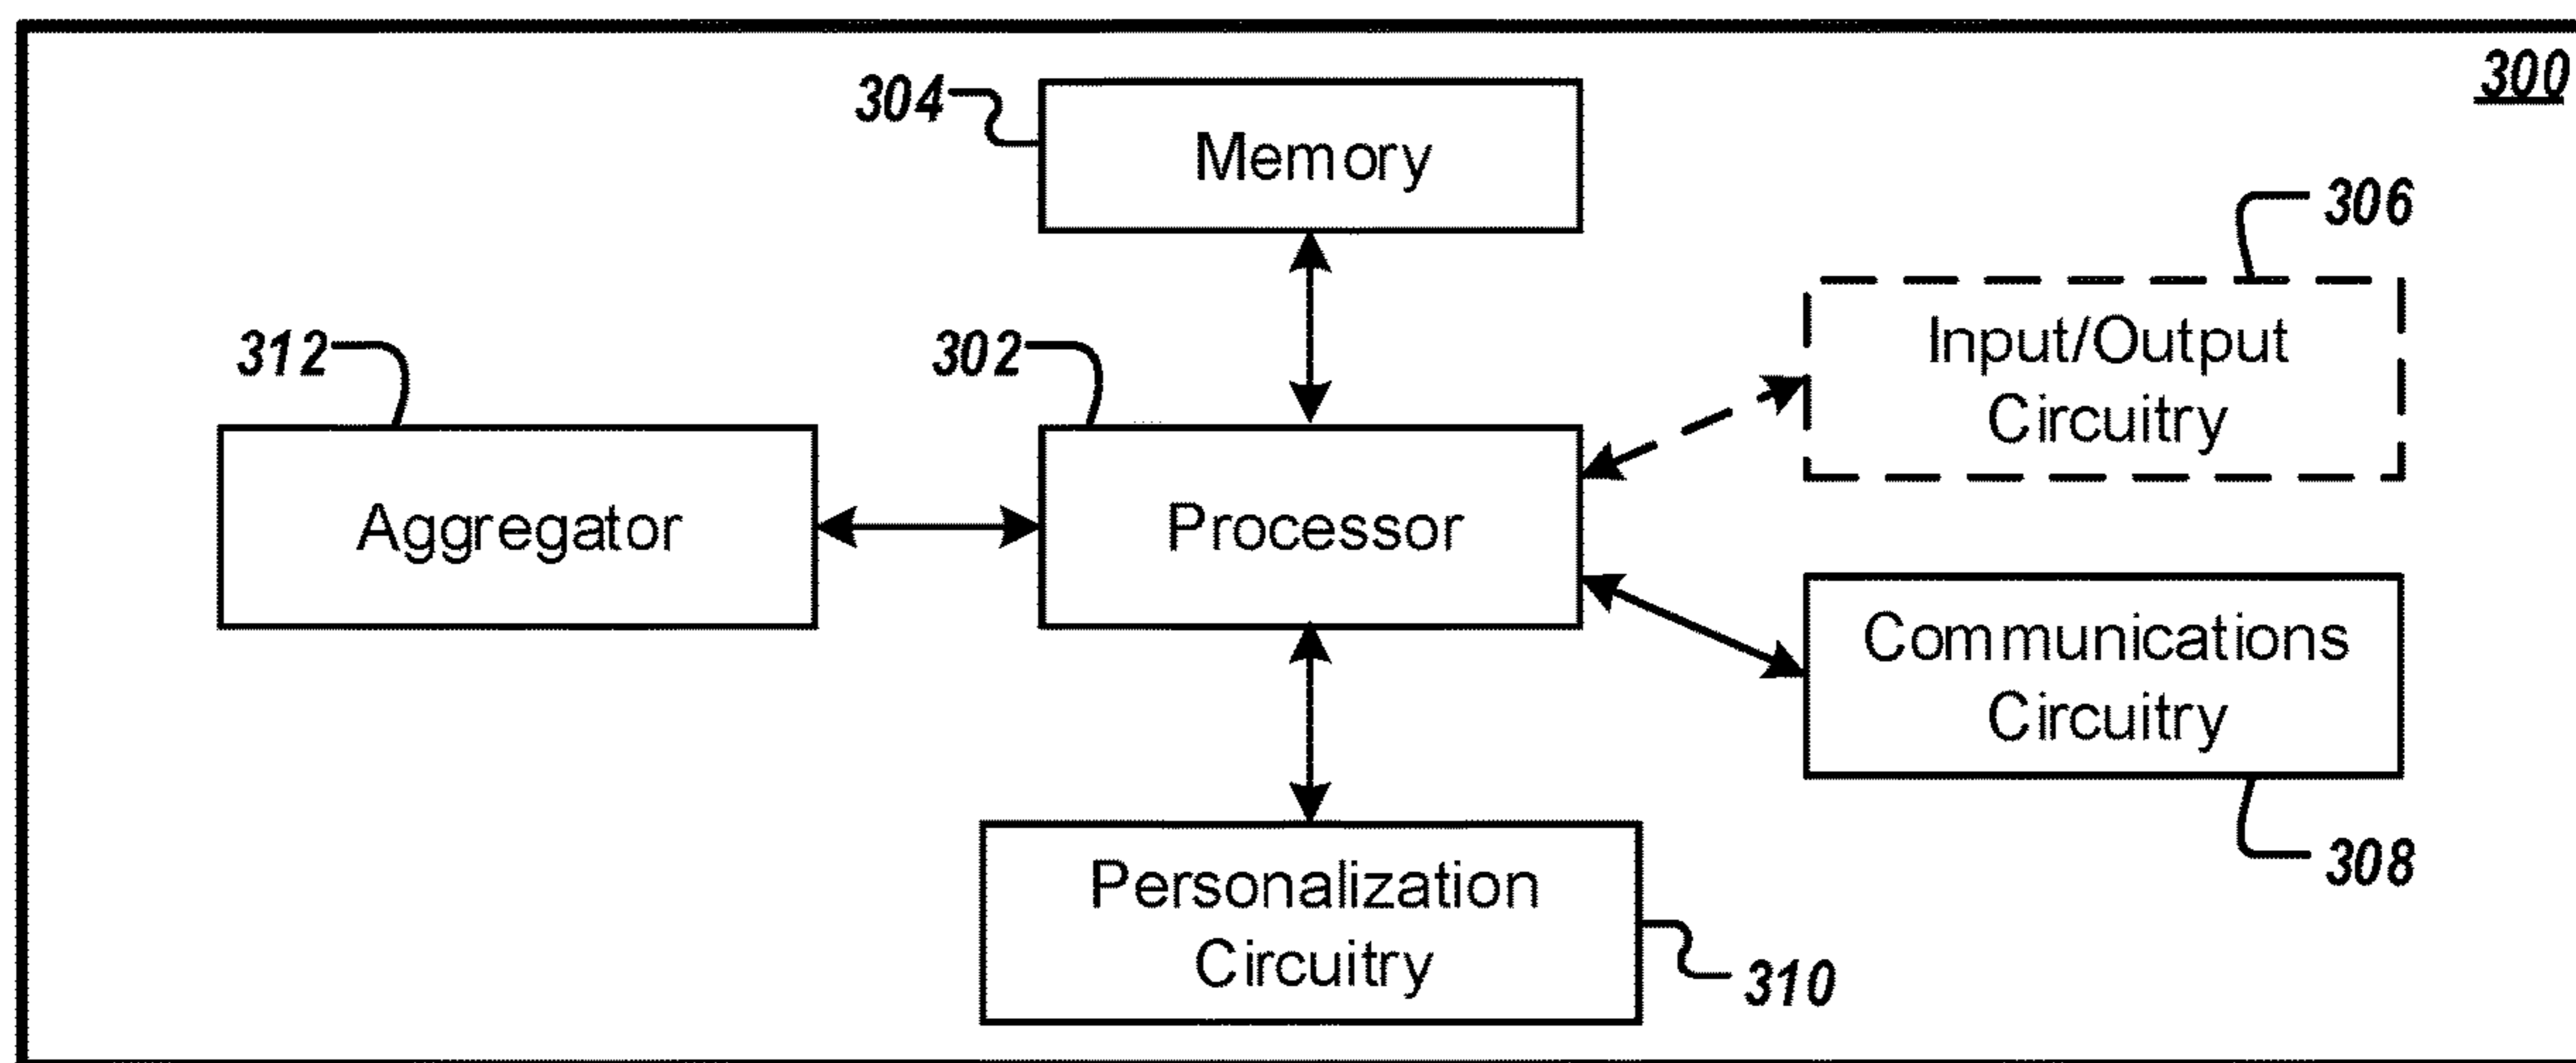 300
304
Memory
306
Input/Output
Circuitry
312
302
Aggregator
Processor
Communications
Circuitry
308
Personalization
Circuitry
310